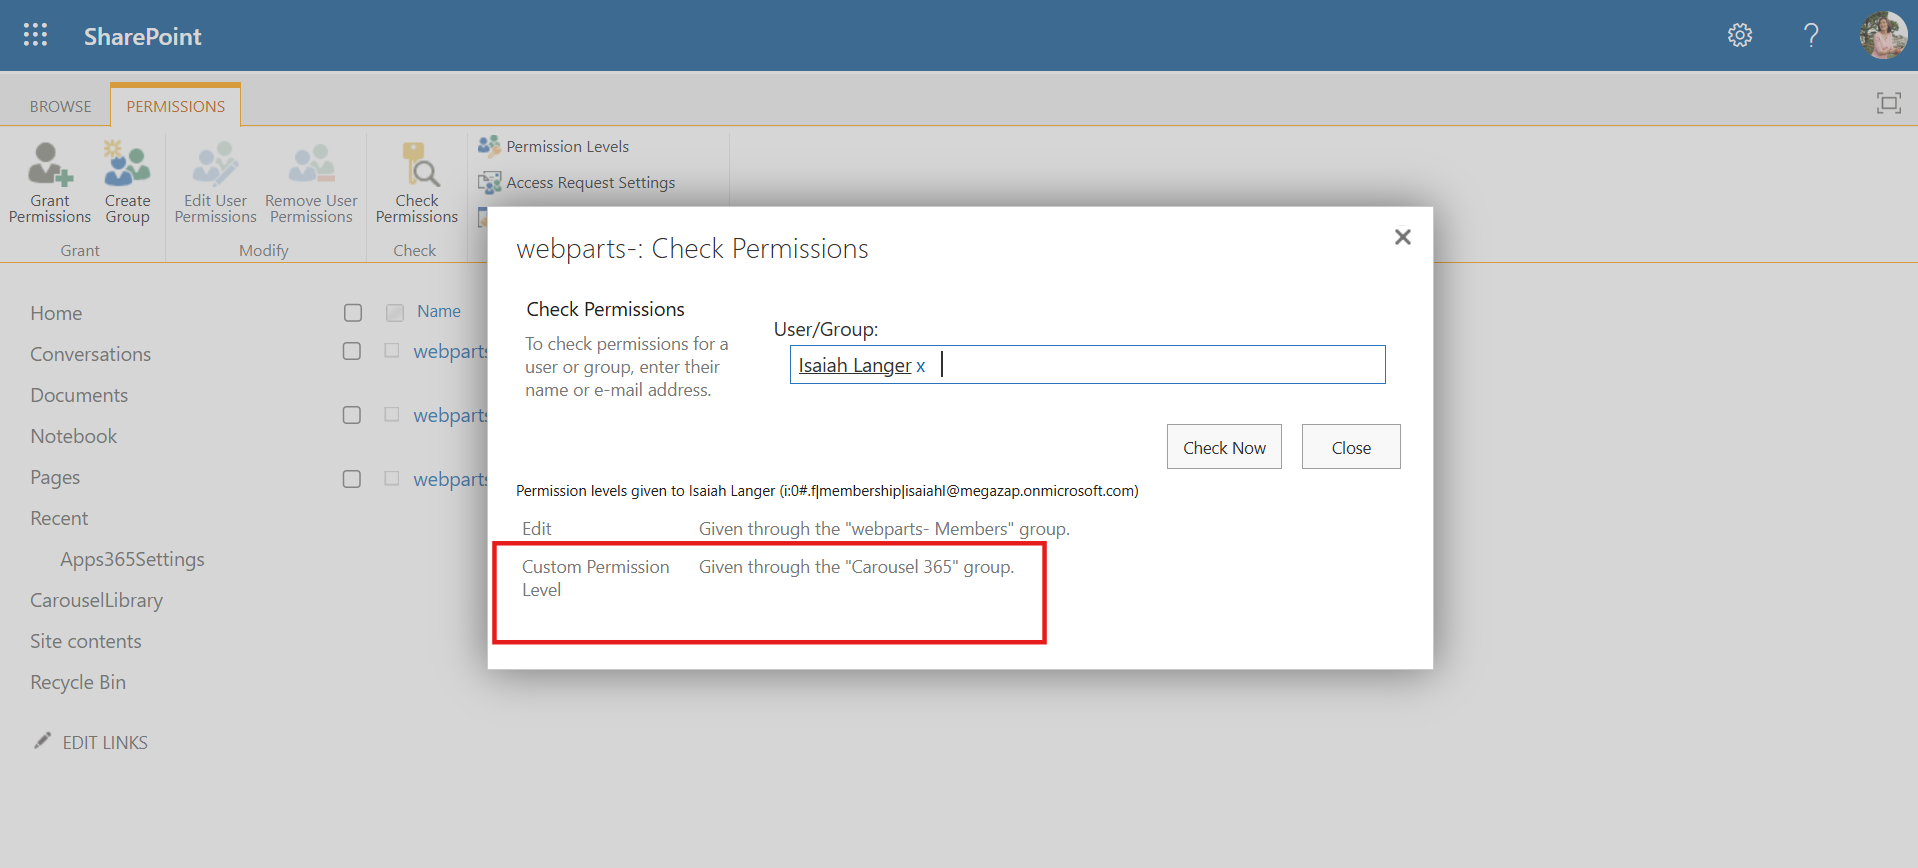 SharePoint
BROWSE
PERMISSIONS
Grant
Permissions
Create
Group
Edit User
Permissions
Remove User
Permissions
Check
Permissions
Permission Levels
Access Request Settings
Grant
Modify
Check
Home
Conversations
Documents
Notebook
Pages
Recent
Apps365Settings
CarouselLibrary
Site contents
Recycle Bin
EDIT LINKS
Name
webparts
webparts
webparts
webparts-: Check Permissions
Check Permissions
To check permissions for a
user or group, enter their
name or e-mail address.
User/Group:
Isaiah Langer x
Check Now
Close
Permission levels given to Isaiah Langer (i:0#.f|membership|isaiahl@megazap.onmicrosoft.com)
Edit Given through the "webparts- Members" group.
Custom Permission Given through the "Carousel 365" group.
Level